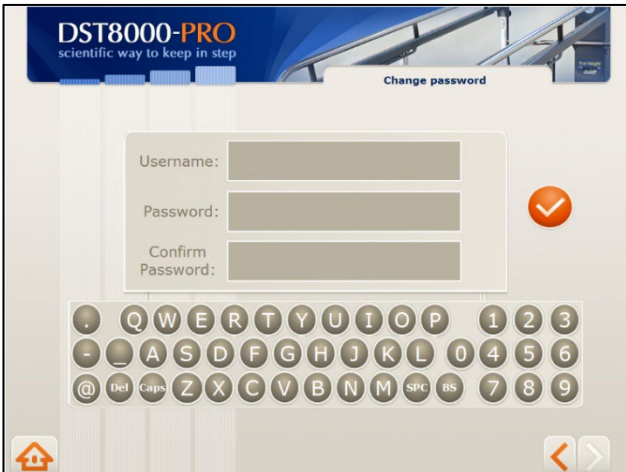 DST8000-PRO
scientific way to keep in step
Change password
Username:
Password:
Confirm
Password:
. Q W E R T Y U I O P 1 2 3
- _ A S D F G H J K L 0 4 5 6
@ Del Caps Z X C V B N M SPC BS 7 8 9